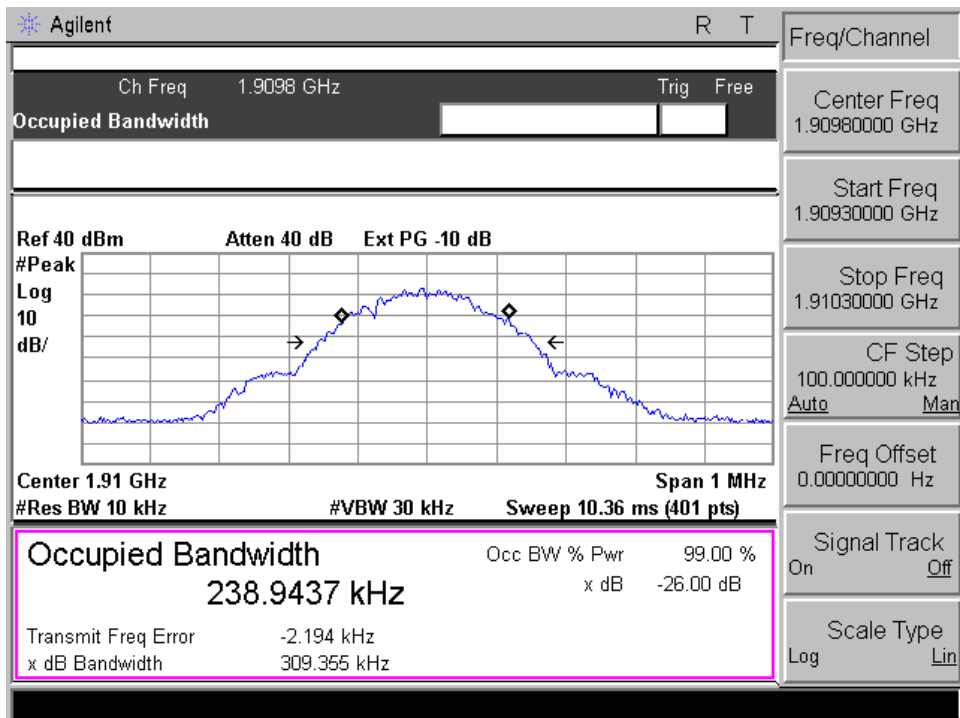 Agilent R T
Ch Freq 1.9098 GHz Trig Free
Occupied Bandwidth
Ref 40 dBm Atten 40 dB Ext PG -10 dB
#Peak
Log
10
dB/
Center 1.91 GHz Span 1 MHz
#Res BW 10 kHz #VBW 30 kHz Sweep 10.36 ms (401 pts)
Occupied Bandwidth
238.9437 kHz
Occ BW % Pwr 99.00 %
x dB -26.00 dB
Transmit Freq Error -2.194 kHz
x dB Bandwidth 309.355 kHz
Freq/Channel
Center Freq
1.90980000 GHz
Start Freq
1.90930000 GHz
Stop Freq
1.91030000 GHz
CF Step
100.000000 kHz
Auto Man
Freq Offset
0.00000000 Hz
Signal Track
On Off
Scale Type
Log Lin